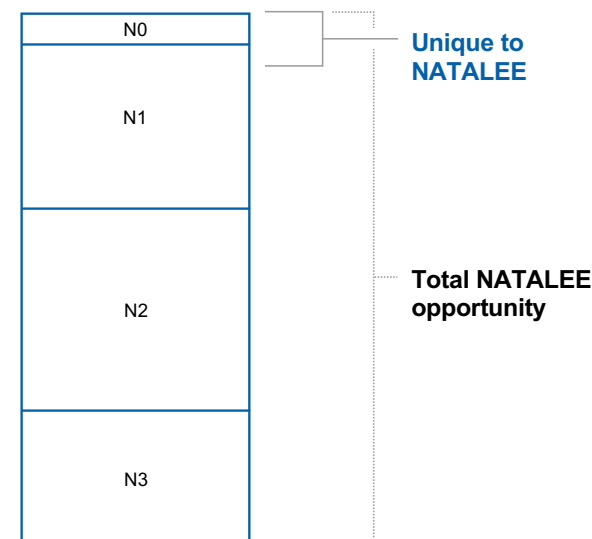 N0
Unique to
NATALEE
N1
Total NATALEE
opportunity
N2
N3